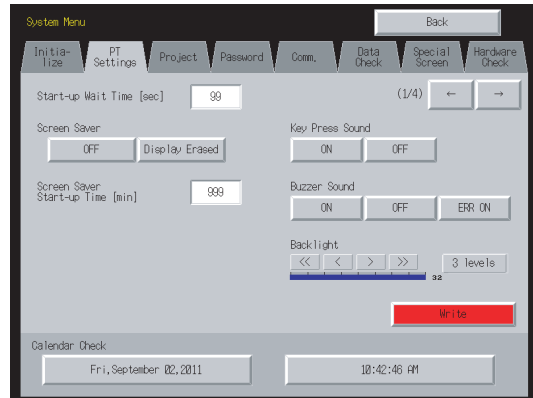 System Menu
Back
Initia-
lize
PT
Settings
Project
Password
Comm.
Data
Check
Special
Screen
Hardware
Check
Start-up Wait Time [sec]
99
(1/4)
←
→
Screen Saver
OFF
Display Erased
Key Press Sound
ON
OFF
Screen Saver
Start-up Time [min]
999
Buzzer Sound
ON
OFF
ERR ON
Backlight
<<
<
>
>>
3 levels
32
Write
Calendar Check
Fri,September 02,2011
10:42:46 AM